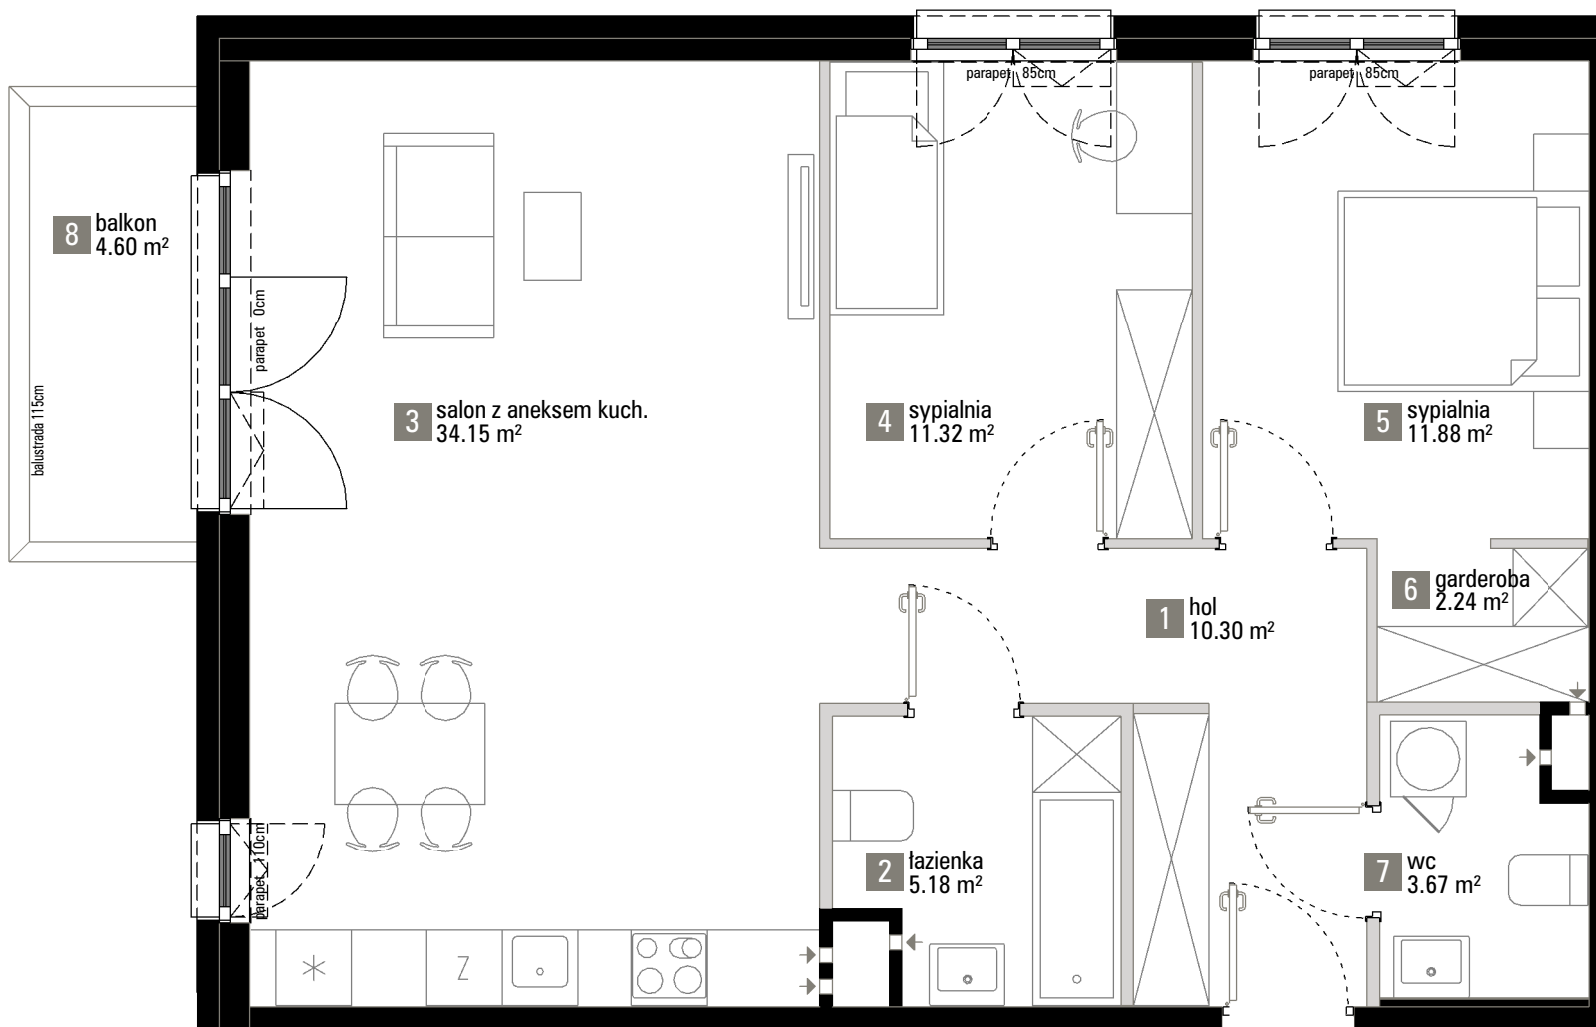 parapet 85cm
parapet 85cm
8 balkon
4.60 m²
parapet 0cm
balustrada 115cm
3 salon z aneksem kuch.
34.15 m²
4 sypialnia
11.32 m²
5 sypialnia
11.88 m²
6 garderoba
2.24 m²
1 hol
10.30 m²
parapet 110cm
2 łazienka
5.18 m²
7 wc
3.67 m²
Z